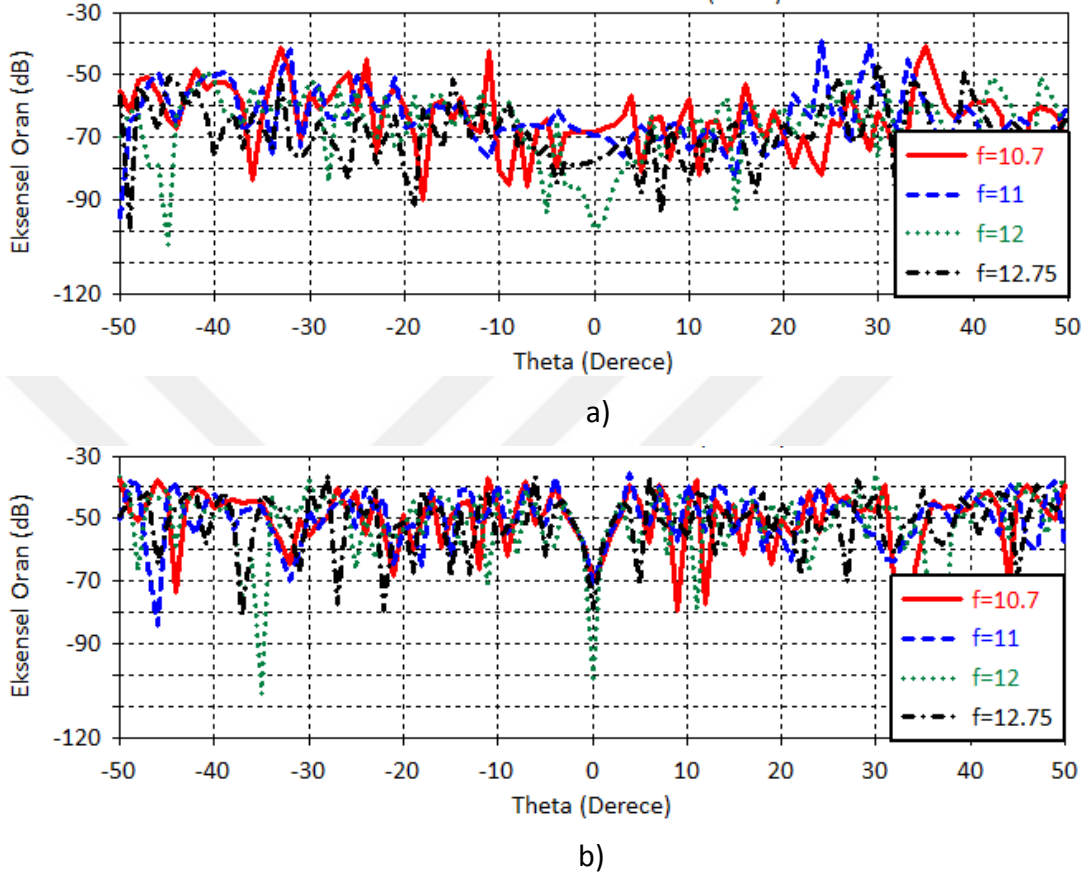 -30
-50
-70
-90
-120
Eksensel Oran (dB)
-50 -40 -30 -20 -10 0 10 20 30 40 50
Theta (Derece)
f=10.7
f=11
f=12
f=12.75
a)
-30
-50
-70
-90
-120
Eksensel Oran (dB)
-50 -40 -30 -20 -10 0 10 20 30 40 50
Theta (Derece)
f=10.7
f=11
f=12
f=12.75
b)